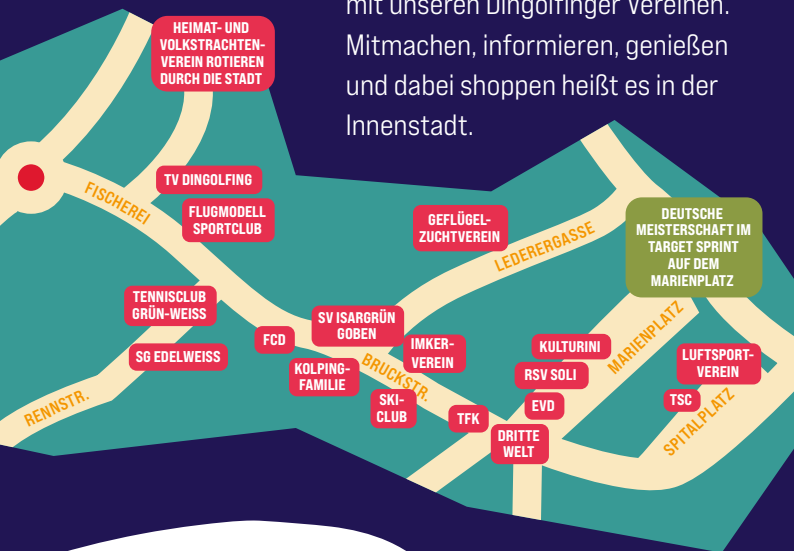 mit unseren Dingolfinger Vereinen.
Mitmachen, informieren, genießen
und dabei shoppen heißt es in der
Innenstadt.
HEIMAT- UND
VOLKSTRACHTEN-
VEREIN ROTIEREN
DURCH DIE STADT
TV DINGOLFING
FISCHEREI
FLUGMODELL
SPORTCLUB
GEFLÜGEL-
ZUCHTVEREIN
LEDERERGASSE
DEUTSCHE
MEISTERSCHAFT IM
TARGET SPRINT
AUF DEM
MARIENPLATZ
TENNISCLUB
GRÜN-WEISS
SG EDELWEISS
RENNSTR.
FCD
SV ISARGRÜN
GOBEN
IMKER-
VEREIN
KOLPING-
FAMILIE
BRUCKSTR.
SKI-
CLUB
TFK
KULTURINI
RSV SOLI
EVD
DRITTE
WELT
MARIENPLATZ
LUFTSPORT-
VEREIN
TSC
SPITALPLATZ